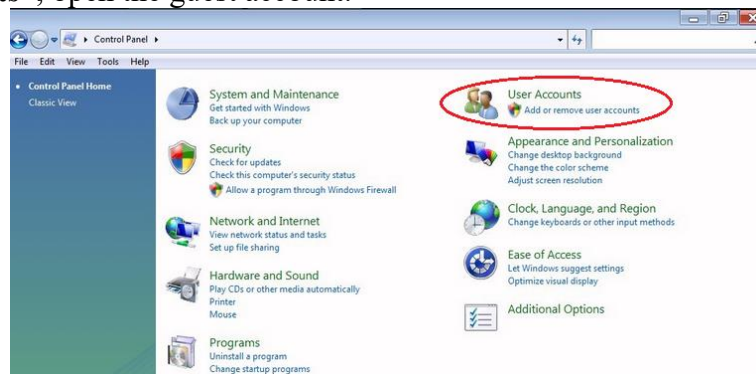 , open the guest account.
Control Panel
File Edit View Tools Help
Control Panel Home
Classic View
System and Maintenance
Get started with Windows
Back up your computer
Security
Check for updates
Check this computer's security status
Allow a program through Windows Firewall
Network and Internet
View network status and tasks
Set up file sharing
Hardware and Sound
Play CDs or other media automatically
Printer
Mouse
Programs
Uninstall a program
Change startup programs
User Accounts
Add or remove user accounts
Appearance and Personalization
Change desktop background
Change the color scheme
Adjust screen resolution
Clock, Language, and Region
Change keyboards or other input methods
Ease of Access
Let Windows suggest settings
Optimize visual display
Additional Options